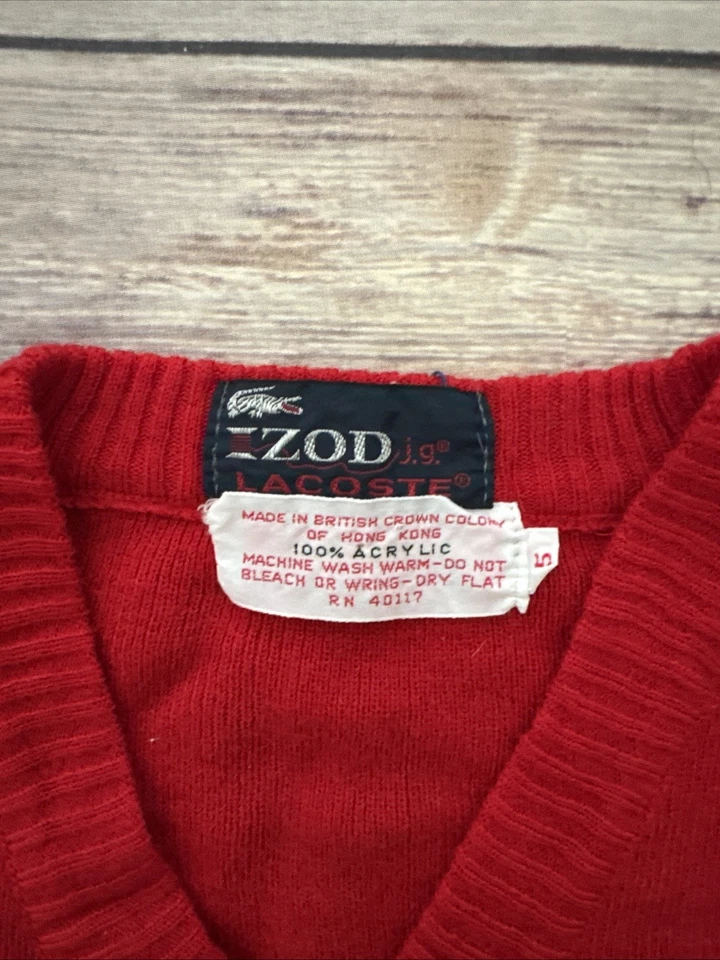 IZOD j.g.®
LACOSTE®
MADE IN BRITISH CROWN COLONY
OF HONG KONG
100% ACRYLIC
MACHINE WASH WARM-DO NOT
BLEACH OR WRING-DRY FLAT
RN 40117
5